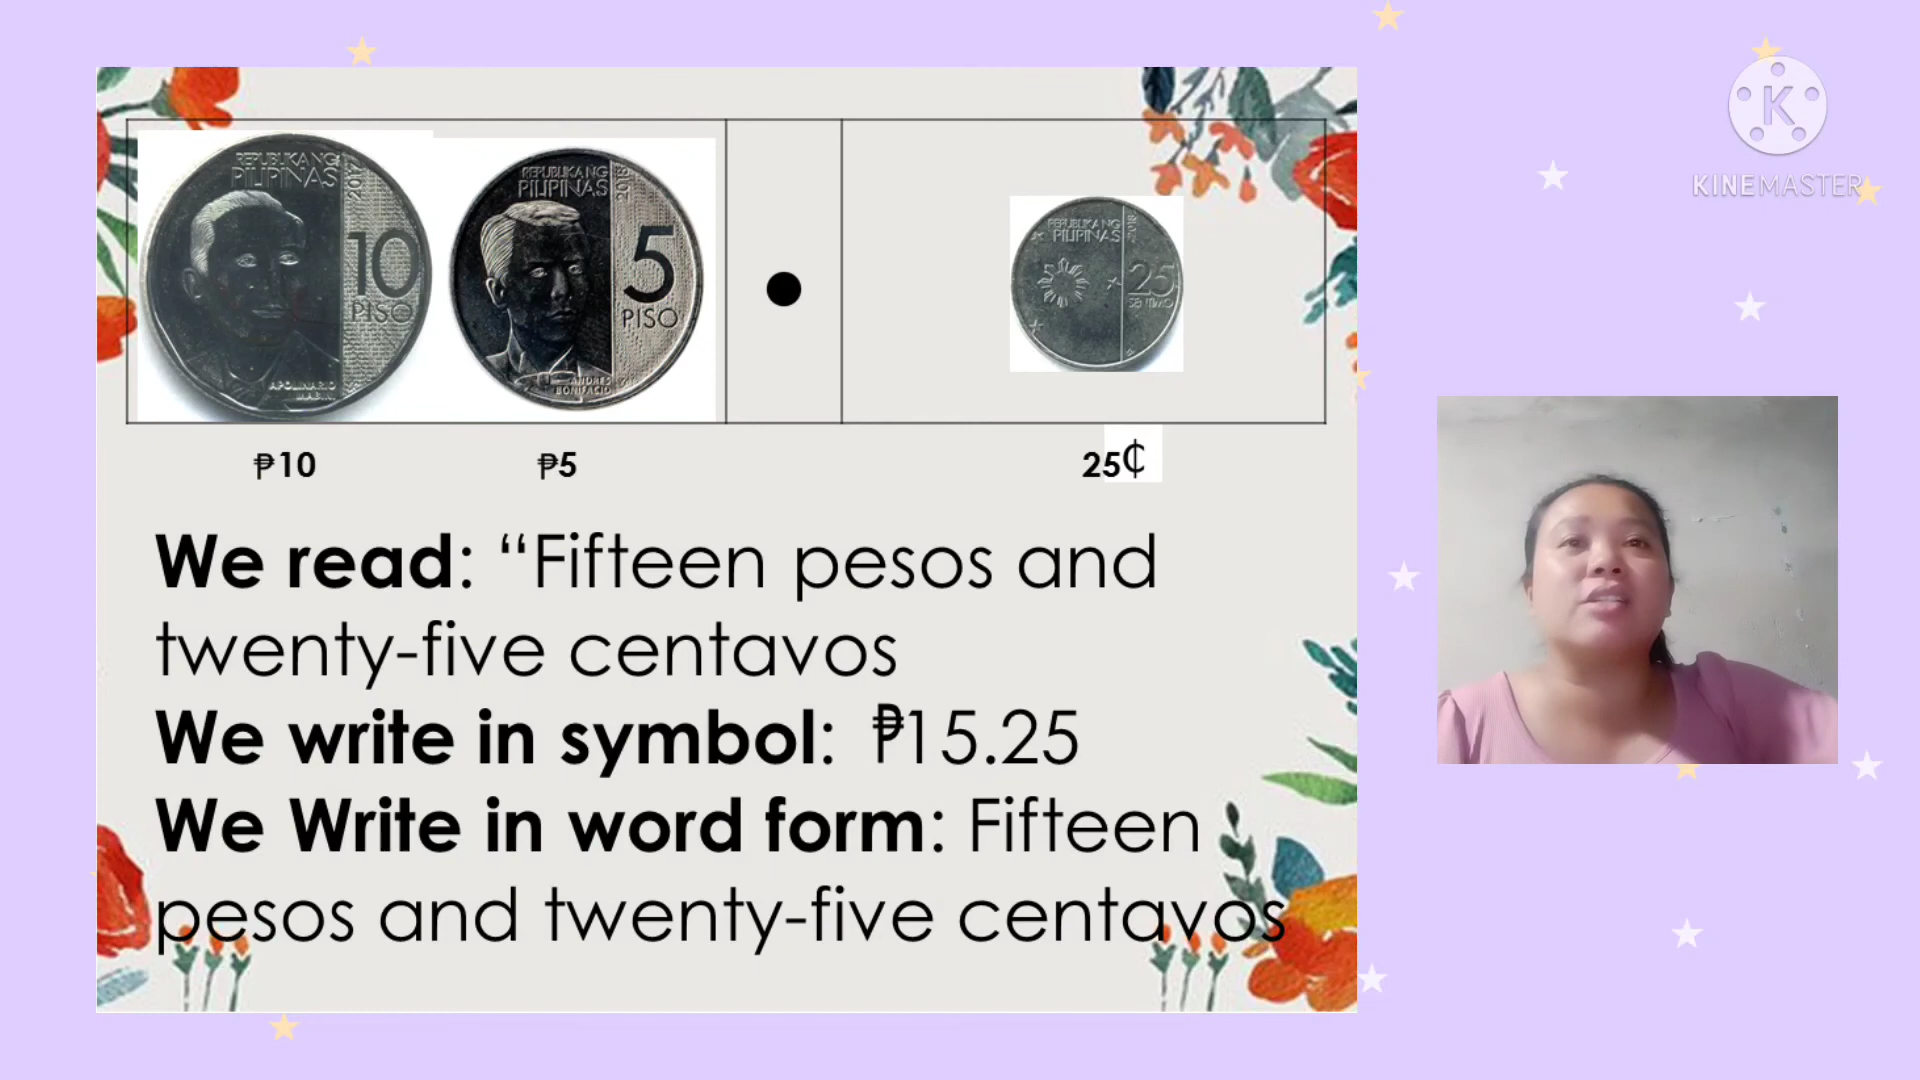 REPUBLIKA NG
PILIPINAS
2017
10
PISO
APOLINARIO
MABINI
REPUBLIKA NG
PILIPINAS
2018
5
PISO
ANDRES
BONIFACIO
REPUBLIKA NG
PILIPINAS
2018
25
SENTIMO
₱10
₱5
25₵
We read: “Fifteen pesos and
twenty-five centavos
We write in symbol: ₱15.25
We Write in word form: Fifteen
pesos and twenty-five centavos
K
KINEMASTER